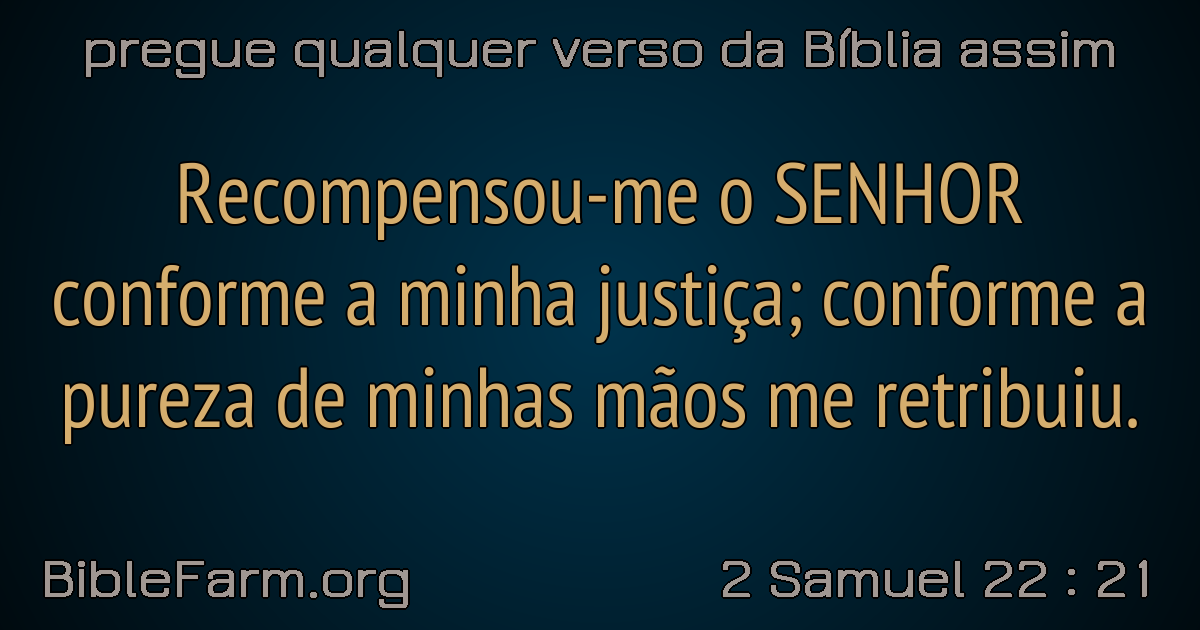 pregue qualquer verso da Bíblia assim
Recompensou-me o SENHOR
conforme a minha justiça; conforme a
pureza de minhas mãos me retribuiu.
BibleFarm.org
2 Samuel 22 : 21